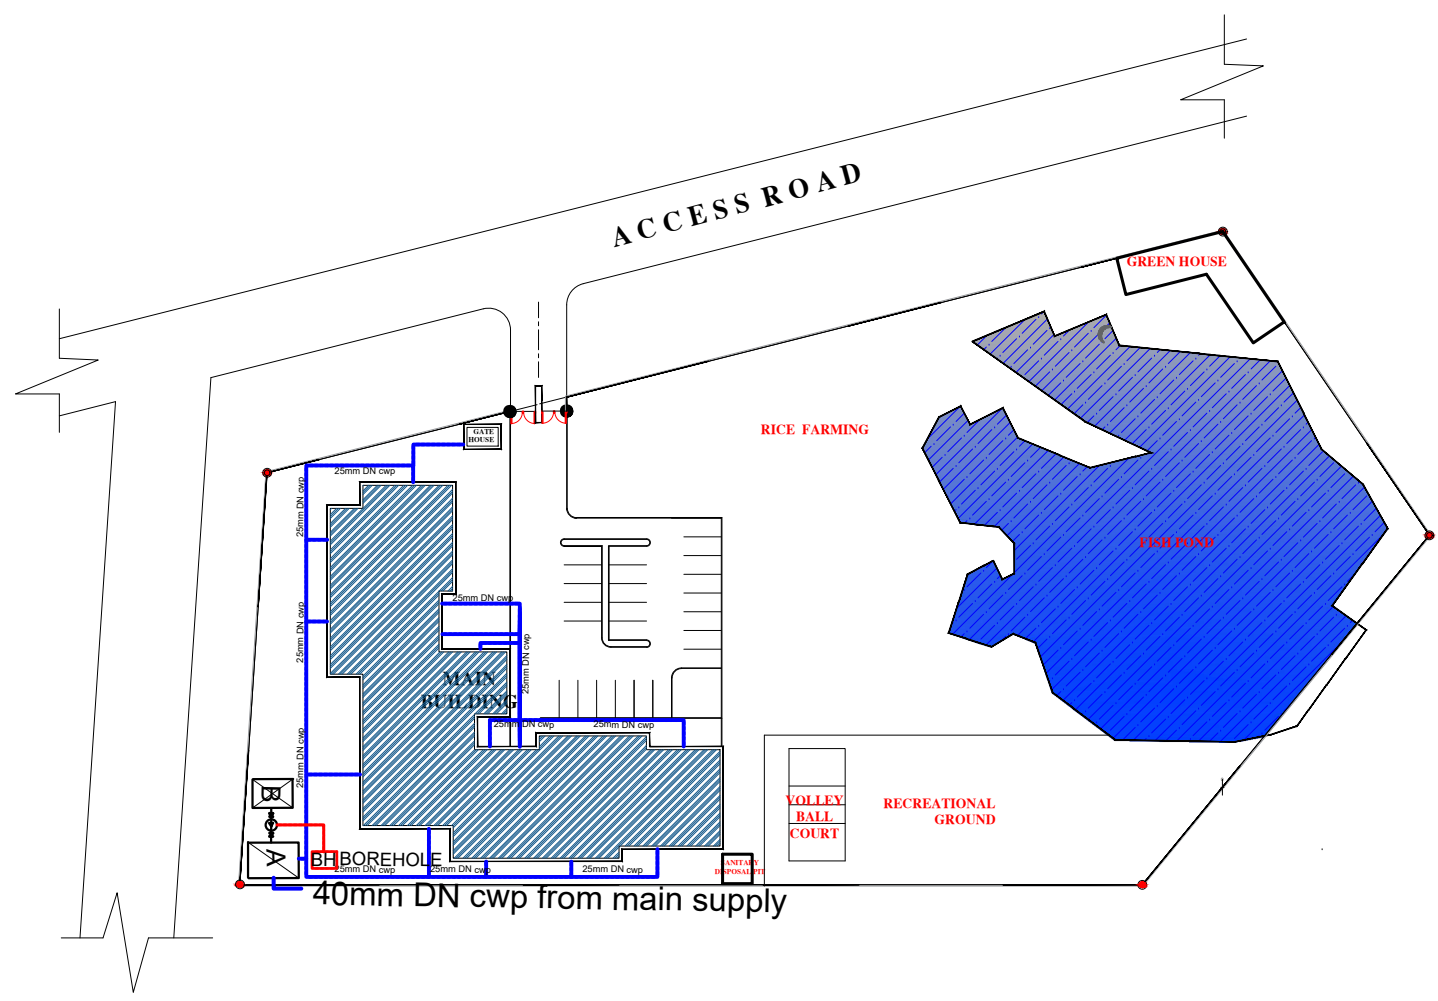 ACCESS ROAD
GREEN HOUSE
RICE FARMING
GATE
HOUSE
25mm DN cwp
25mm DN cwp
FISH POND
25mm DN cwp
25mm DN cwp
25mm DN cwp
MAIN
BUILDING
25mm DN cwp
25mm DN cwp
25mm DN cwp
B
VOLLEY
BALL
COURT
RECREATIONAL
GROUND
A
BH BOREHOLE
25mm DN cwp
25mm DN cwp
25mm DN cwp
SANITARY
DISPOSAL PIT
40mm DN cwp from main supply